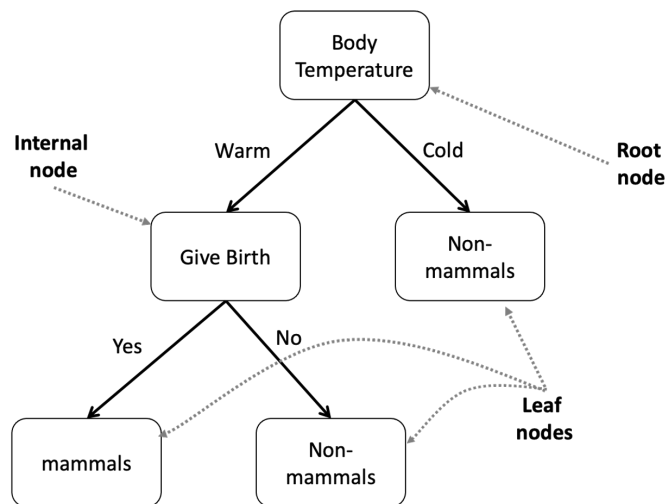 Body
Temperature
Internal
node
Warm
Cold
Root
node
Give Birth
Non-
mammals
Yes
No
Leaf
nodes
mammals
Non-
mammals